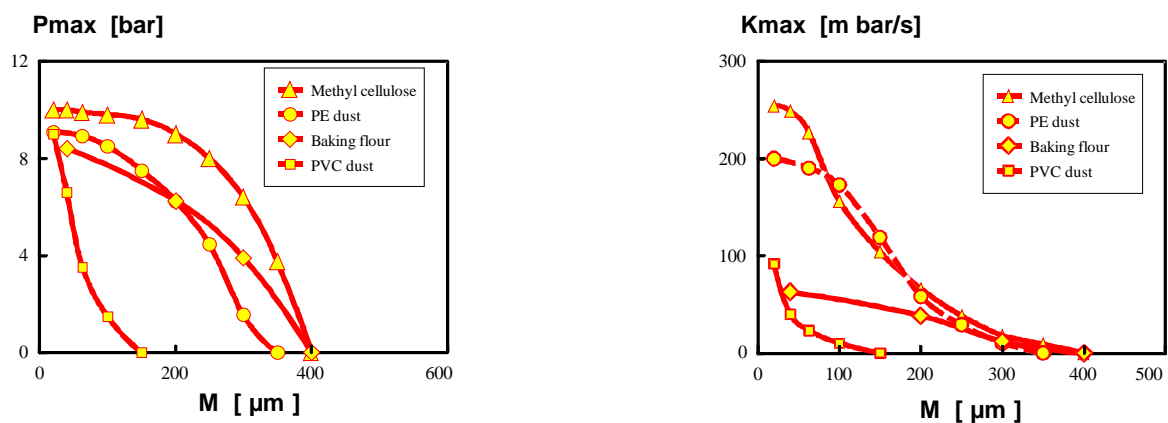 Pmax [bar]
12
8
4
0
0
200
400
600
M [ µm ]
Methyl cellulose
PE dust
Baking flour
PVC dust
Kmax [m bar/s]
300
200
100
0
0
100
200
300
400
500
M [ µm ]
Methyl cellulose
PE dust
Baking flour
PVC dust